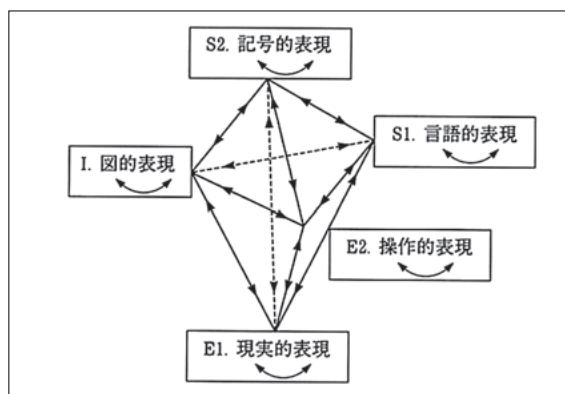 S2. 記号的表現
S1. 言語的表現
I. 図的表現
E2. 操作的表現
E1. 現実的表現